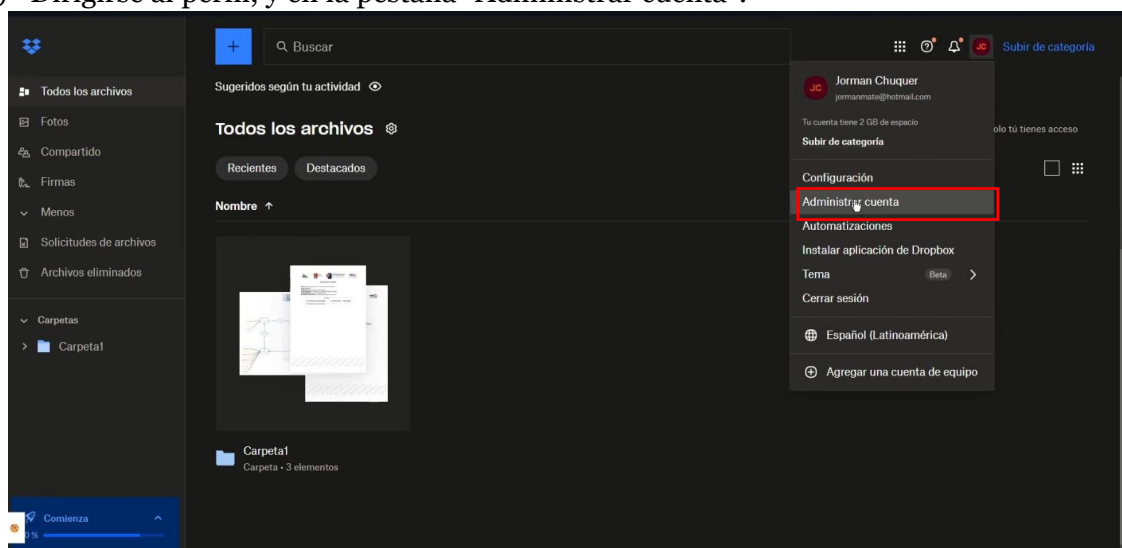 Dirigirse al perfil, y en la pestaña "Administrar cuenta".
Buscar
JC
Subir de categoría
Todos los archivos
Fotos
Compartido
Firmas
Menos
Solicitudes de archivos
Archivos eliminados
Carpetas
Carpeta1
Sugeridos según tu actividad
Todos los archivos
Recientes
Destacados
Nombre
Carpeta1
Carpeta • 3 elementos
JC
Jorman Chuquer
jormanmate@hotmail.com
Tu cuenta tiene 2 GB de espacio
Subir de categoría
olo tú tienes acceso
Configuración
Administrar cuenta
Automatizaciones
Instalar aplicación de Dropbox
Tema
Beta
Cerrar sesión
Español (Latinoamérica)
Agregar una cuenta de equipo
Comienza
0 %